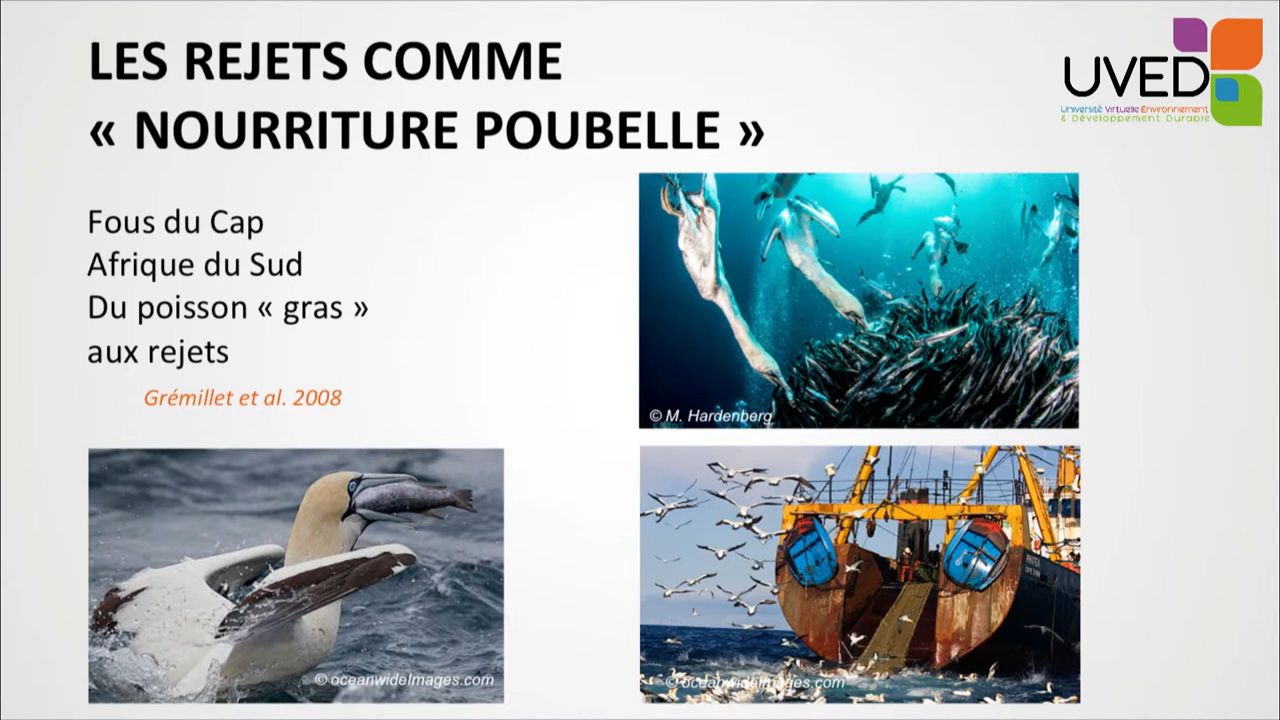 LES REJETS COMME
« NOURRITURE POUBELLE »
UVED
Université Virtuelle Environnement
& Développement Durable
Fous du Cap
Afrique du Sud
Du poisson « gras »
aux rejets
Grémillet et al. 2008
© M. Hardenberg
© oceanwideImages.com
© oceanwideImages.com